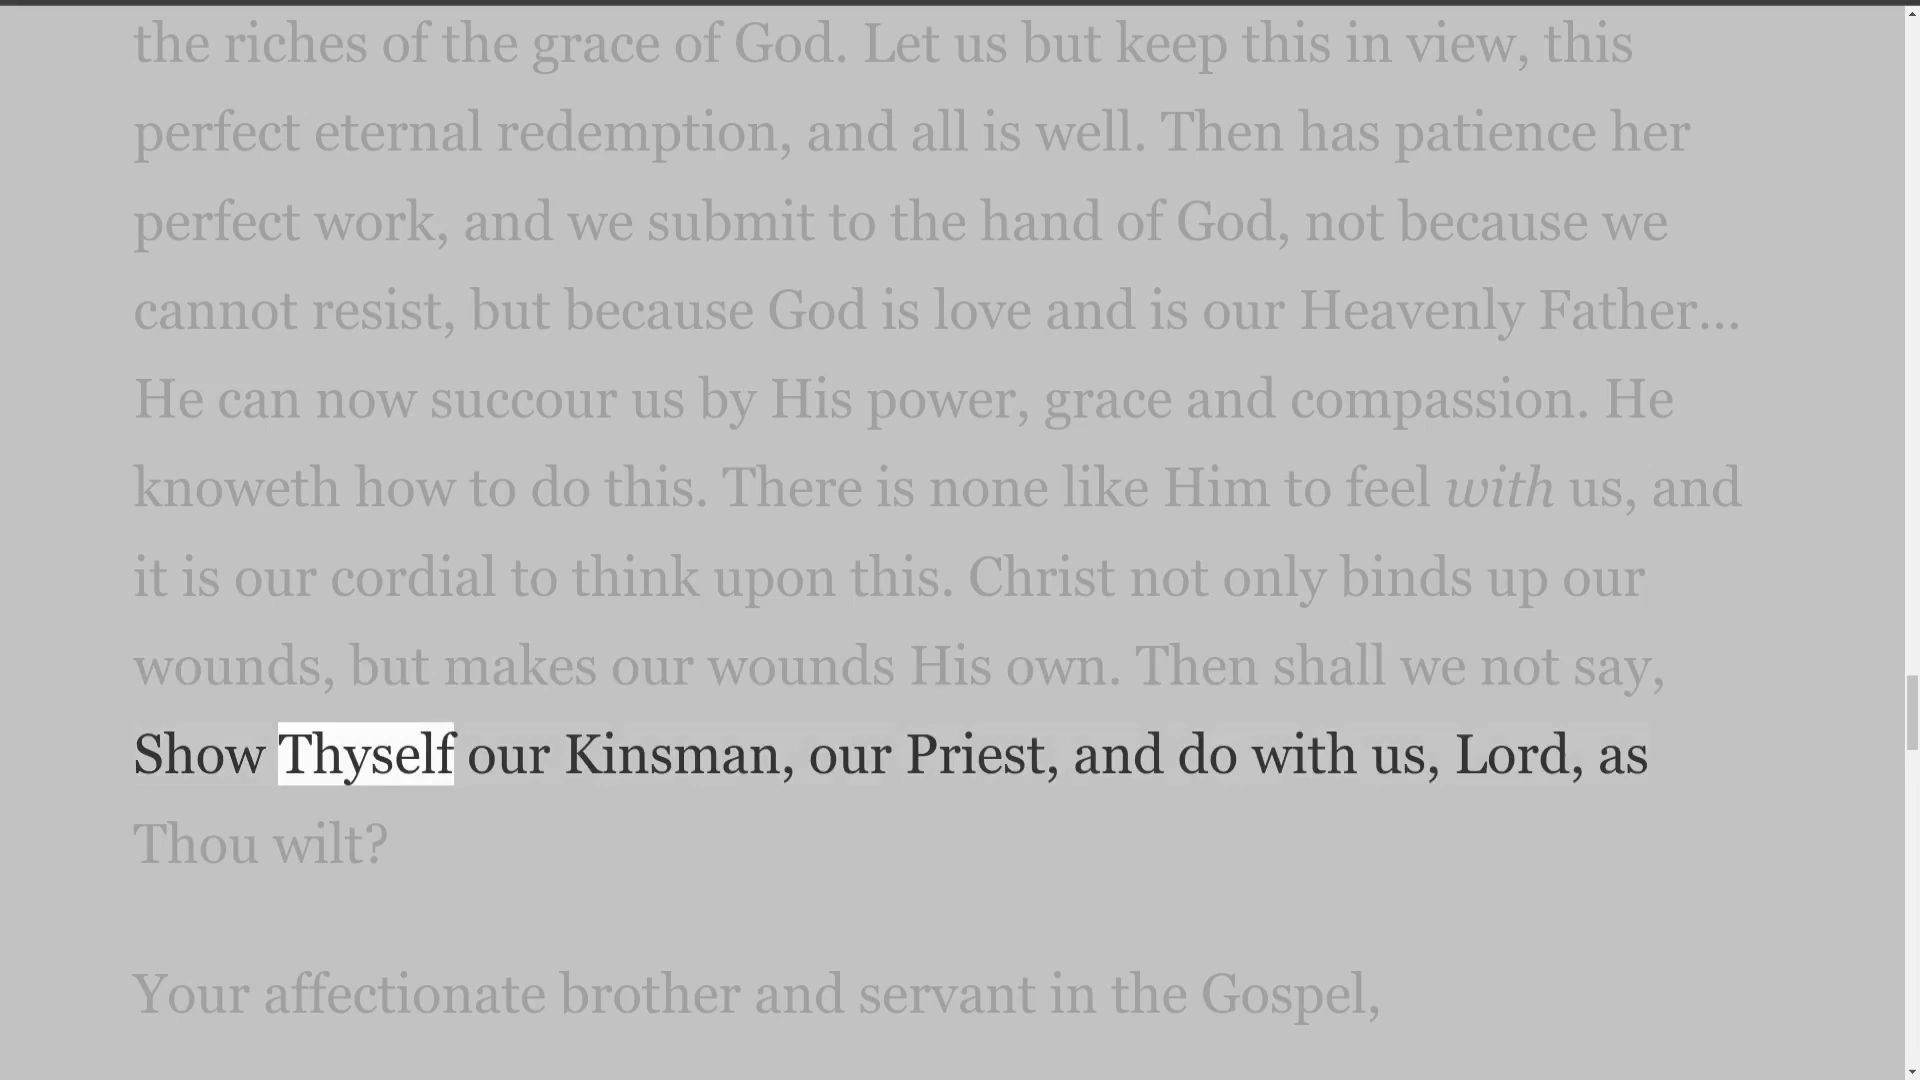 the riches of the grace of God. Let us but keep this in view, this
perfect eternal redemption, and all is well. Then has patience her
perfect work, and we submit to the hand of God, not because we
cannot resist, but because God is love and is our Heavenly Father…
He can now succour us by His power, grace and compassion. He
knoweth how to do this. There is none like Him to feel with us, and
it is our cordial to think upon this. Christ not only binds up our
wounds, but makes our wounds His own. Then shall we not say,
Show Thyself our Kinsman, our Priest, and do with us, Lord, as
Thou wilt?
Your affectionate brother and servant in the Gospel,